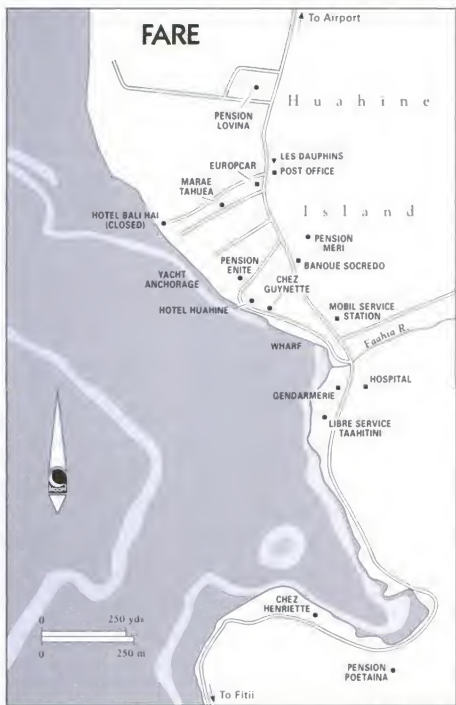 To Airport
FARE
Huahine
PENSION
LOVINA
LES DAUPHINS
EUROPCAR
POST OFFICE
MARAE
TAHUEA
HOTEL BALI HAI
(CLOSED)
Island
PENSION
MERI
BANQUE SOCREDO
YACHT
ANCHORAGE
PENSION
ENITE
CHEZ
GUYNETTE
HOTEL HUAHINE
MOBIL SERVICE
STATION
WHARF
Faahia R.
GENDARMERIE
HOSPITAL
LIBRE SERVICE
TAAHITINI
MOON
0 250 yds
0 250 m
CHEZ
HENRIETTE
PENSION
POETAINA
To Fitii